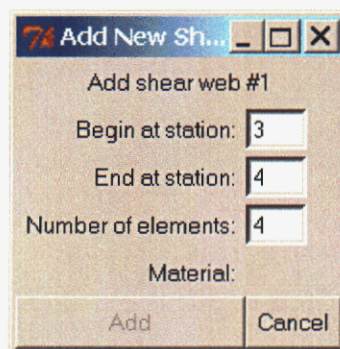 Add New Sh...
Add shear web #1
Begin at station: 3
End at station: 4
Number of elements: 4
Material:
Add Cancel